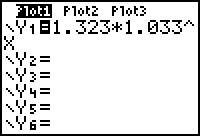 Plot1 Plot2 Plot3
\Y1=1.323*1.033^
X
\Y2=
\Y3=
\Y4=
\Y5=
\Y6=